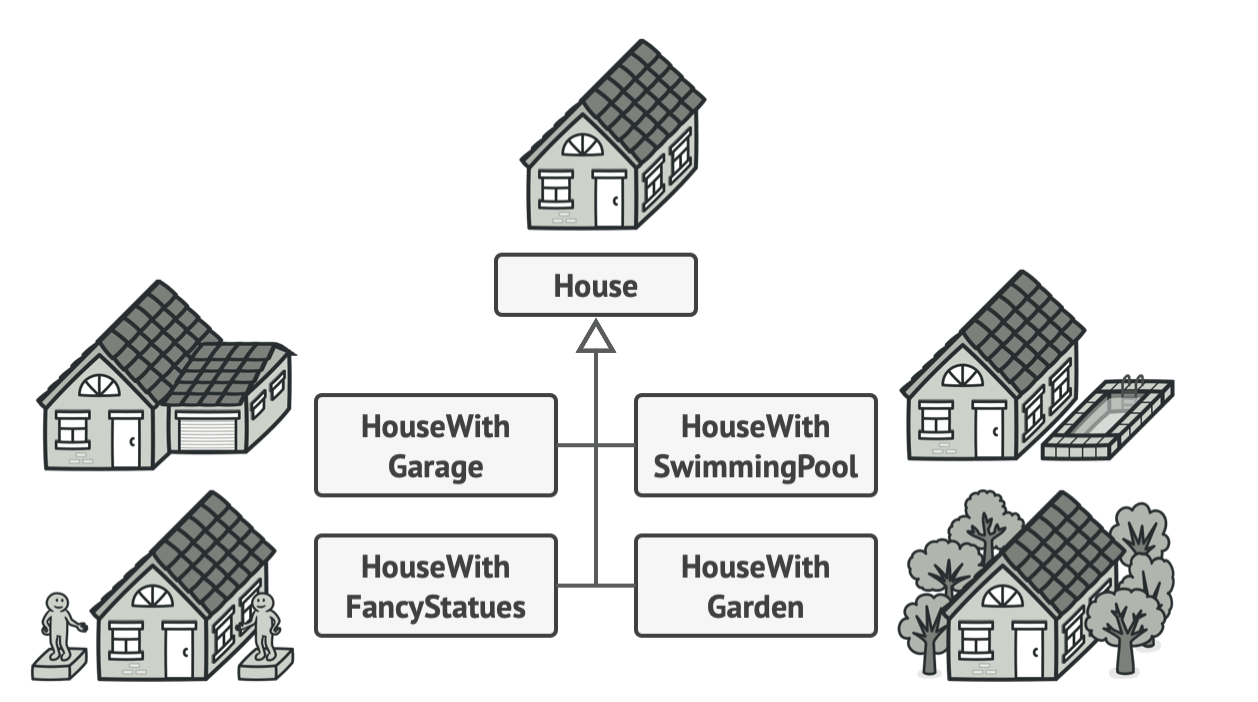 House
HouseWith
Garage
HouseWith
SwimmingPool
HouseWith
FancyStatues
HouseWith
Garden